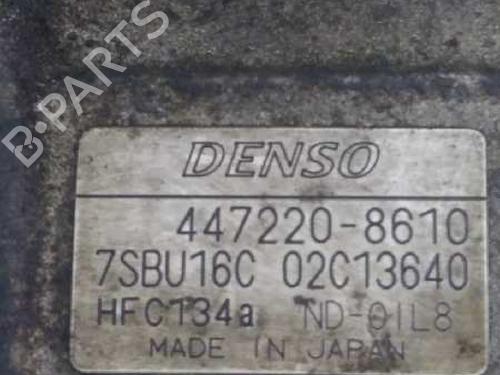 B-PARTS
DENSO
447220-8610
7SBU16C 02C13640
HFC134a ND-OIL8
MADE IN JAPAN